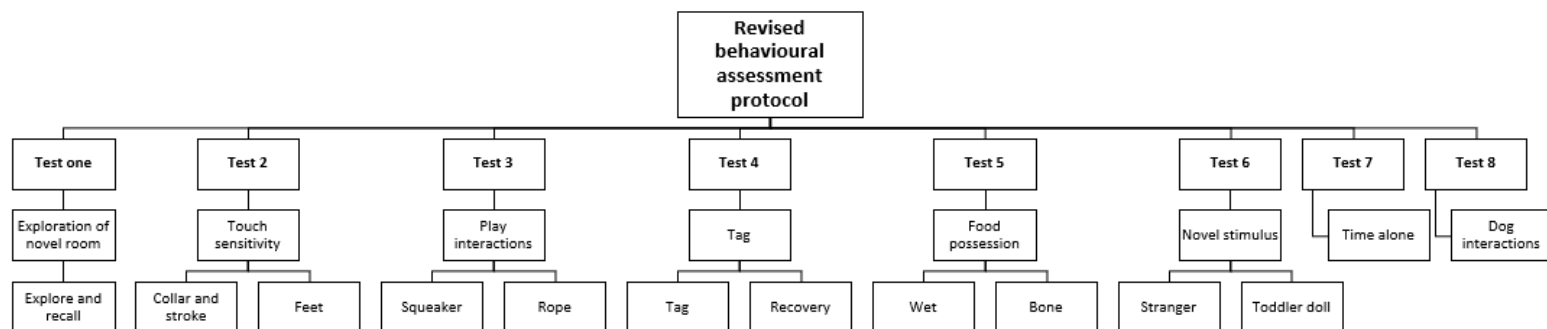 Revised
behavioural
assessment
protocol
Test one
Test 2
Test 3
Test 4
Test 5
Test 6
Test 7
Test 8
Exploration of
novel room
Touch
sensitivity
Play
interactions
Tag
Food
possession
Novel stimulus
Time alone
Dog
interactions
Explore and
recall
Collar and
stroke
Feet
Squeaker
Rope
Tag
Recovery
Wet
Bone
Stranger
Toddler doll